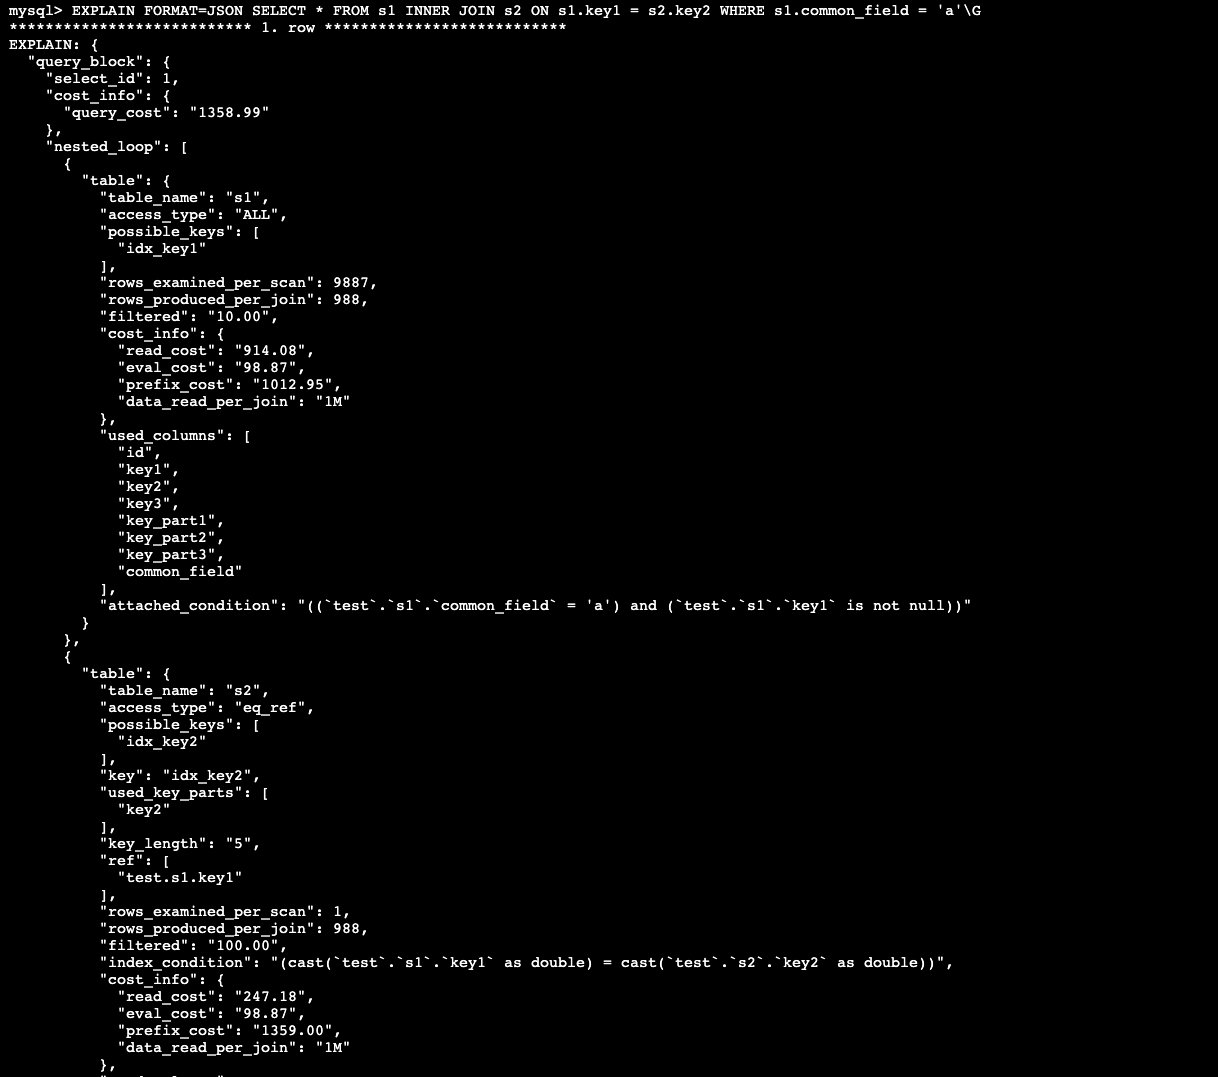 mysql> EXPLAIN FORMAT=JSON SELECT * FROM s1 INNER JOIN s2 ON s1.key1 = s2.key2 WHERE s1.common_field = 'a'\G
*************************** 1. row ***************************
EXPLAIN: {
  "query_block": {
    "select_id": 1,
    "cost_info": {
      "query_cost": "1358.99"
    },
    "nested_loop": [
      {
        "table": {
          "table_name": "s1",
          "access_type": "ALL",
          "possible_keys": [
            "idx_key1"
          ],
          "rows_examined_per_scan": 9887,
          "rows_produced_per_join": 988,
          "filtered": "10.00",
          "cost_info": {
            "read_cost": "914.08",
            "eval_cost": "98.87",
            "prefix_cost": "1012.95",
            "data_read_per_join": "1M"
          },
          "used_columns": [
            "id",
            "key1",
            "key2",
            "key3",
            "key_part1",
            "key_part2",
            "key_part3",
            "common_field"
          ],
          "attached_condition": "((`test`.`s1`.`common_field` = 'a') and (`test`.`s1`.`key1` is not null))"
        }
      },
      {
        "table": {
          "table_name": "s2",
          "access_type": "eq_ref",
          "possible_keys": [
            "idx_key2"
          ],
          "key": "idx_key2",
          "used_key_parts": [
            "key2"
          ],
          "key_length": "5",
          "ref": [
            "test.s1.key1"
          ],
          "rows_examined_per_scan": 1,
          "rows_produced_per_join": 988,
          "filtered": "100.00",
          "index_condition": "(cast(`test`.`s1`.`key1` as double) = cast(`test`.`s2`.`key2` as double))",
          "cost_info": {
            "read_cost": "247.18",
            "eval_cost": "98.87",
            "prefix_cost": "1359.00",
            "data_read_per_join": "1M"
          },